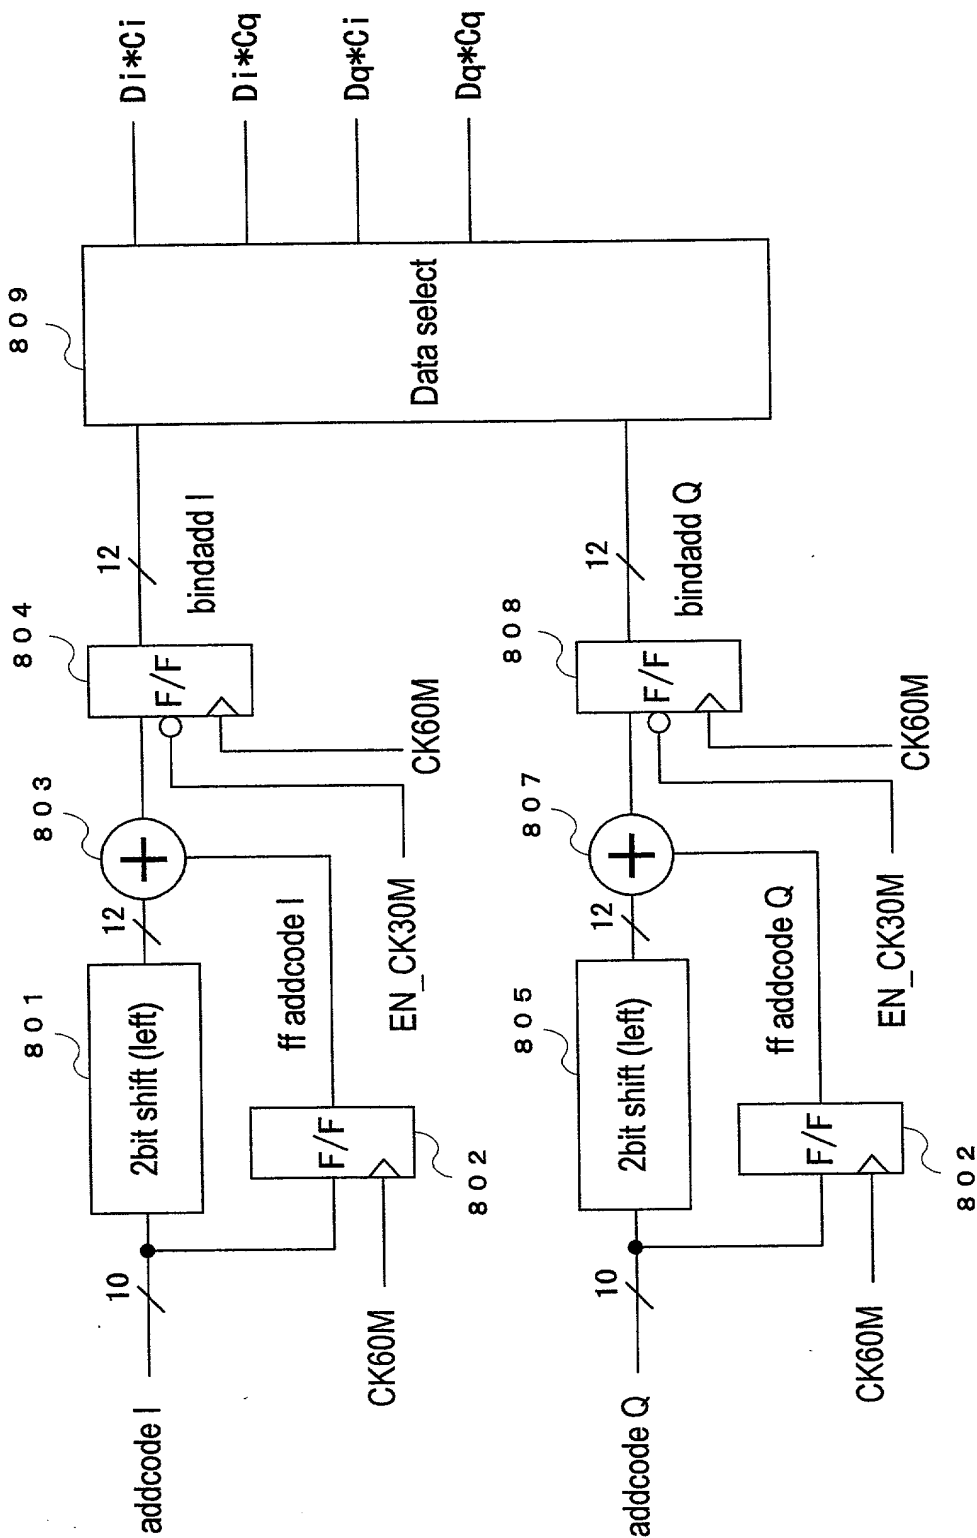 addcode I
10
801
2bit shift (left)
12
803
804
F/F
12
bindadd I
809
Data select
Di*Ci
Di*Cq
Dq*Ci
Dq*Cq
CK60M
F/F
802
ff addcode I
EN_CK30M
CK60M
addcode Q
10
805
2bit shift (left)
12
807
808
F/F
12
bindadd Q
CK60M
F/F
802
ff addcode Q
EN_CK30M
CK60M